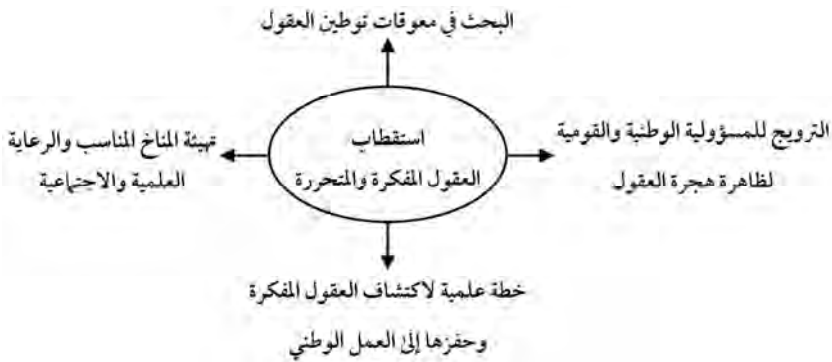 البحث في معوقات توطين العقول
الترويج للمسؤولية الوطنية والقومية
لظاهرة هجرة العقول
استقطاب
العقول المفكرة والمتحررة
تهيئة المناخ المناسب والرعاية
العلمية والاجتماعية
خطة علمية لاكتشاف العقول المفكرة
وحفزها إلى العمل الوطني